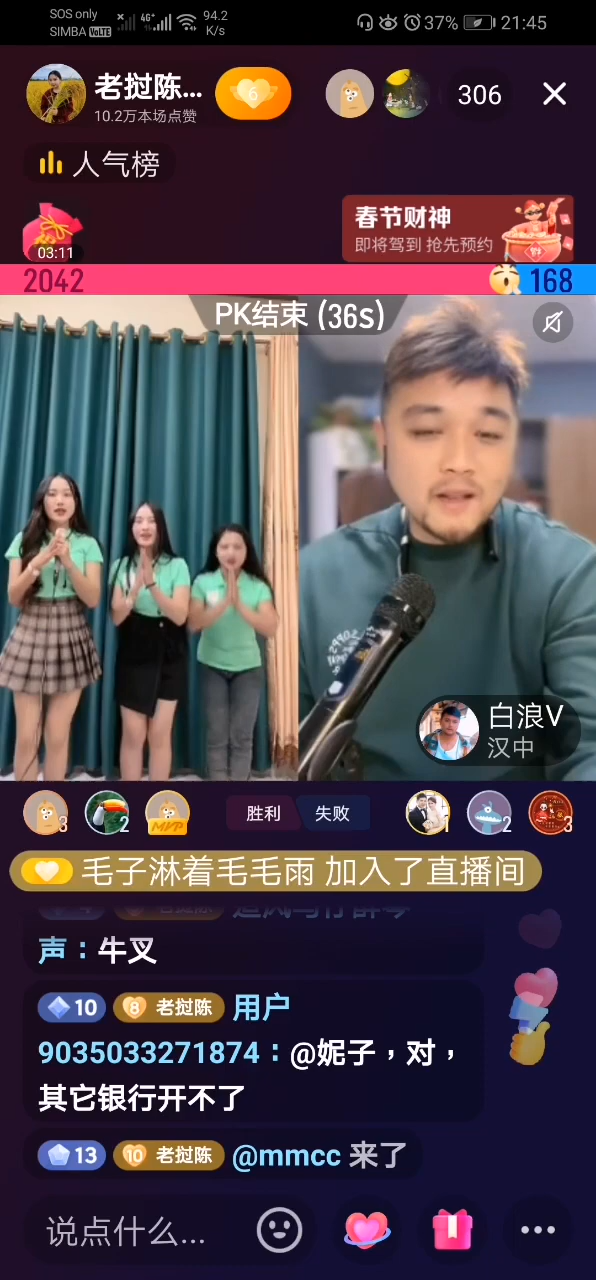 SOS only
SIMBA VoLTE
4G+
94.2
K/s
37%
21:45
老挝陈...
10.2万本场点赞
6
306
人气榜
03:11
春节财神
即将驾到 抢先预约
2042
168
PK结束 (36s)
白浪V
汉中
3
2
MVP
胜利
失败
1
2
3
毛子淋着毛毛雨 加入了直播间
声：牛叉
10
8 老挝陈 用户
9035033271874：@妮子，对，
其它银行开不了
13 10 老挝陈 @mmcc 来了
说点什么...